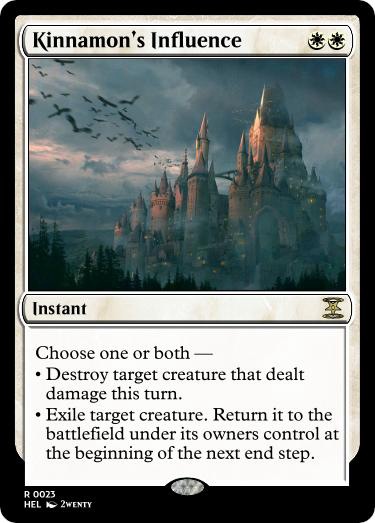 Kinnamon's Influence
Instant
Choose one or both —
• Destroy target creature that dealt
damage this turn.
• Exile target creature. Return it to the
battlefield under its owners control at
the beginning of the next end step.
R 0023
HEL 2WENTY